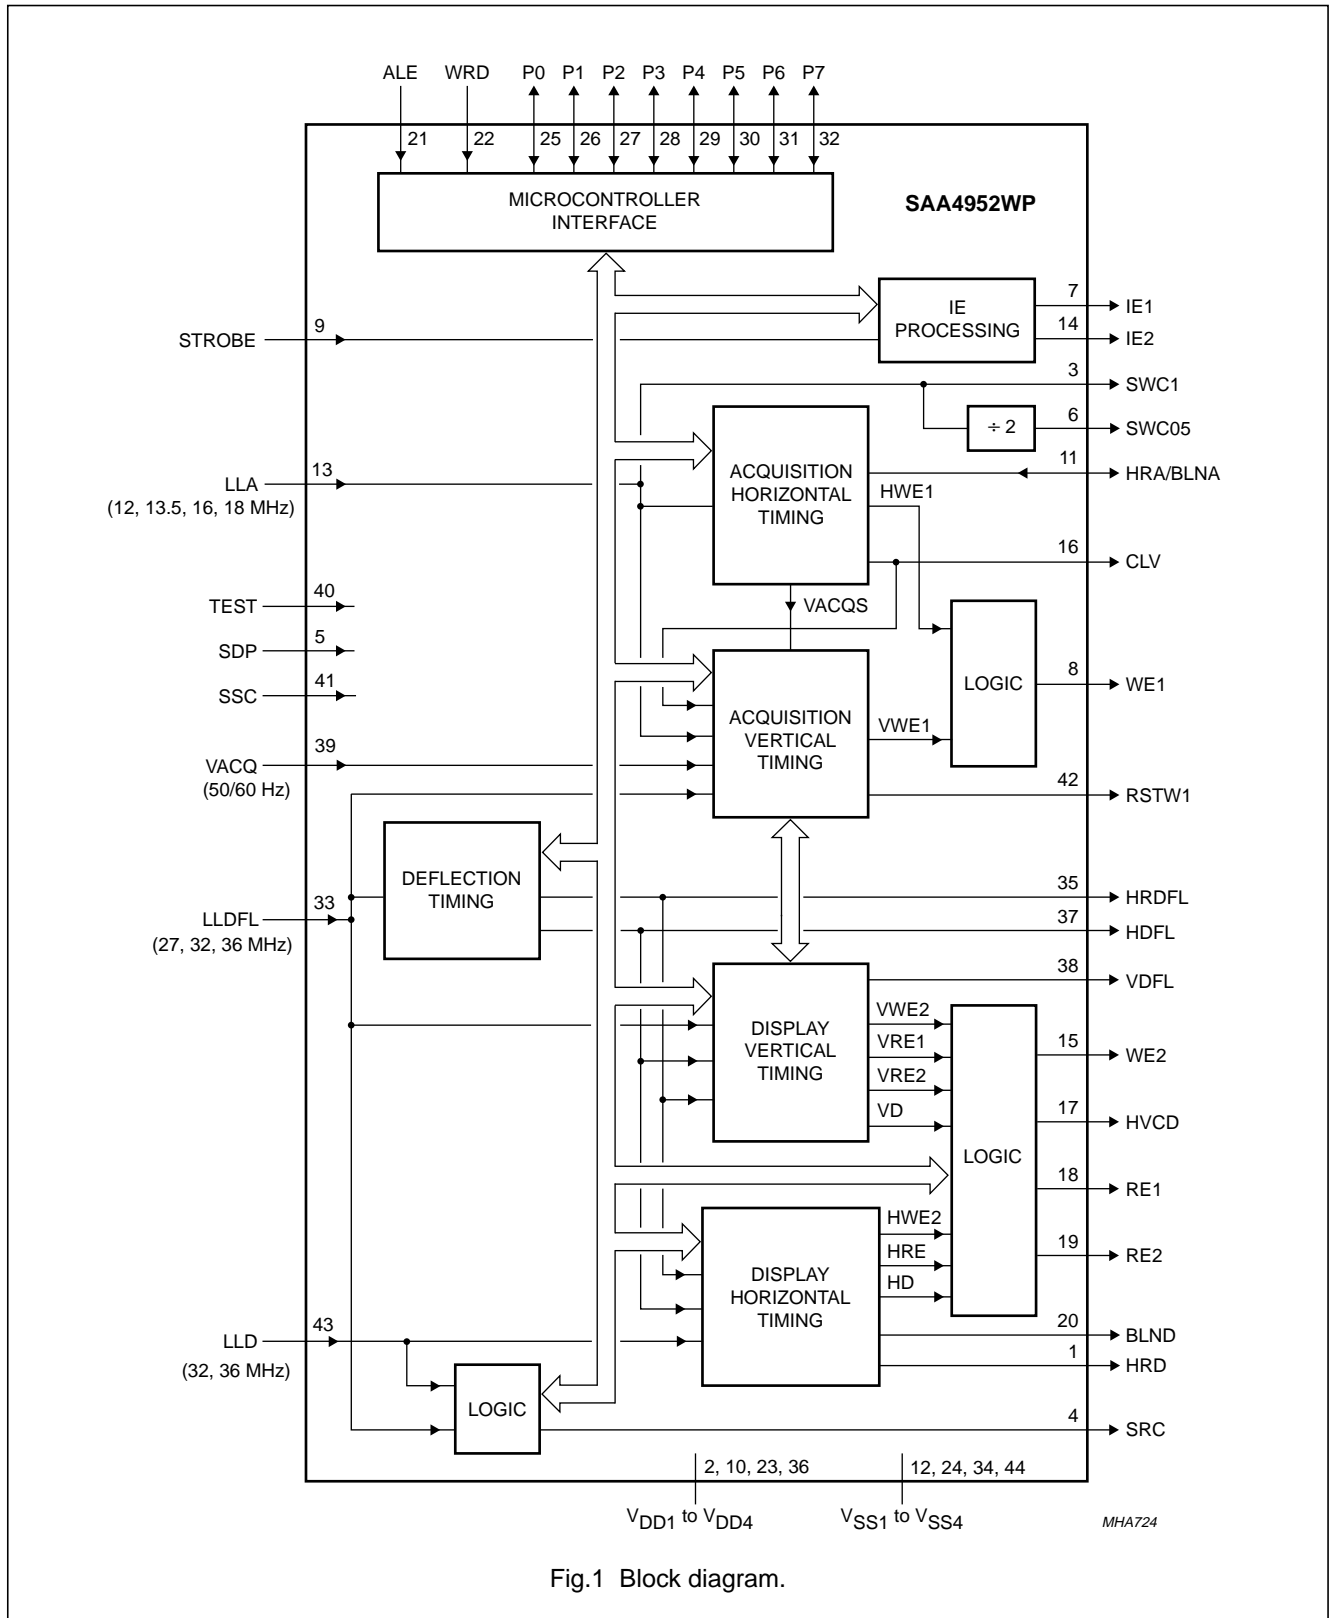 ALE WRD P0 P1 P2 P3 P4 P5 P6 P7
21 22 25 26 27 28 29 30 31 32
MICROCONTROLLER
INTERFACE
SAA4952WP
STROBE 9
IE
PROCESSING
7 IE1
14 IE2
3 SWC1
÷ 2
6 SWC05
LLA 13
(12, 13.5, 16, 18 MHz)
ACQUISITION
HORIZONTAL
TIMING
11 HRA/BLNA
HWE1
16 CLV
VACQS
TEST 40
SDP 5
SSC 41
LOGIC
8 WE1
ACQUISITION
VERTICAL
TIMING
VWE1
VACQ 39
(50/60 Hz)
42 RSTW1
DEFLECTION
TIMING
LLDFL 33
(27, 32, 36 MHz)
35 HRDFL
37 HDFL
38 VDFL
DISPLAY
VERTICAL
TIMING
VWE2
VRE1
VRE2
VD
LOGIC
15 WE2
17 HVCD
18 RE1
19 RE2
DISPLAY
HORIZONTAL
TIMING
HWE2
HRE
HD
20 BLND
1 HRD
LLD 43
(32, 36 MHz)
LOGIC
4 SRC
2, 10, 23, 36 12, 24, 34, 44
VDD1 to VDD4 VSS1 to VSS4
MHA724
Fig.1 Block diagram.